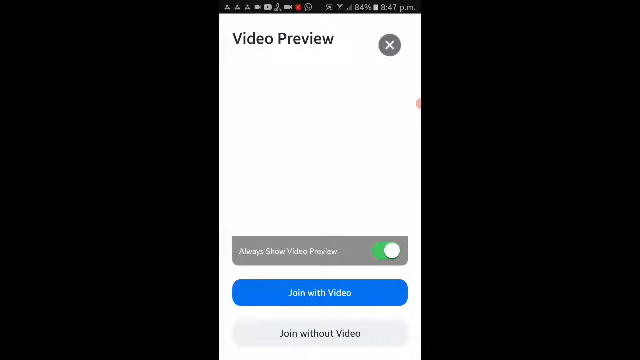 84% 8:47 p.m.
Video Preview
Always Show Video Preview
Join with Video
Join without Video